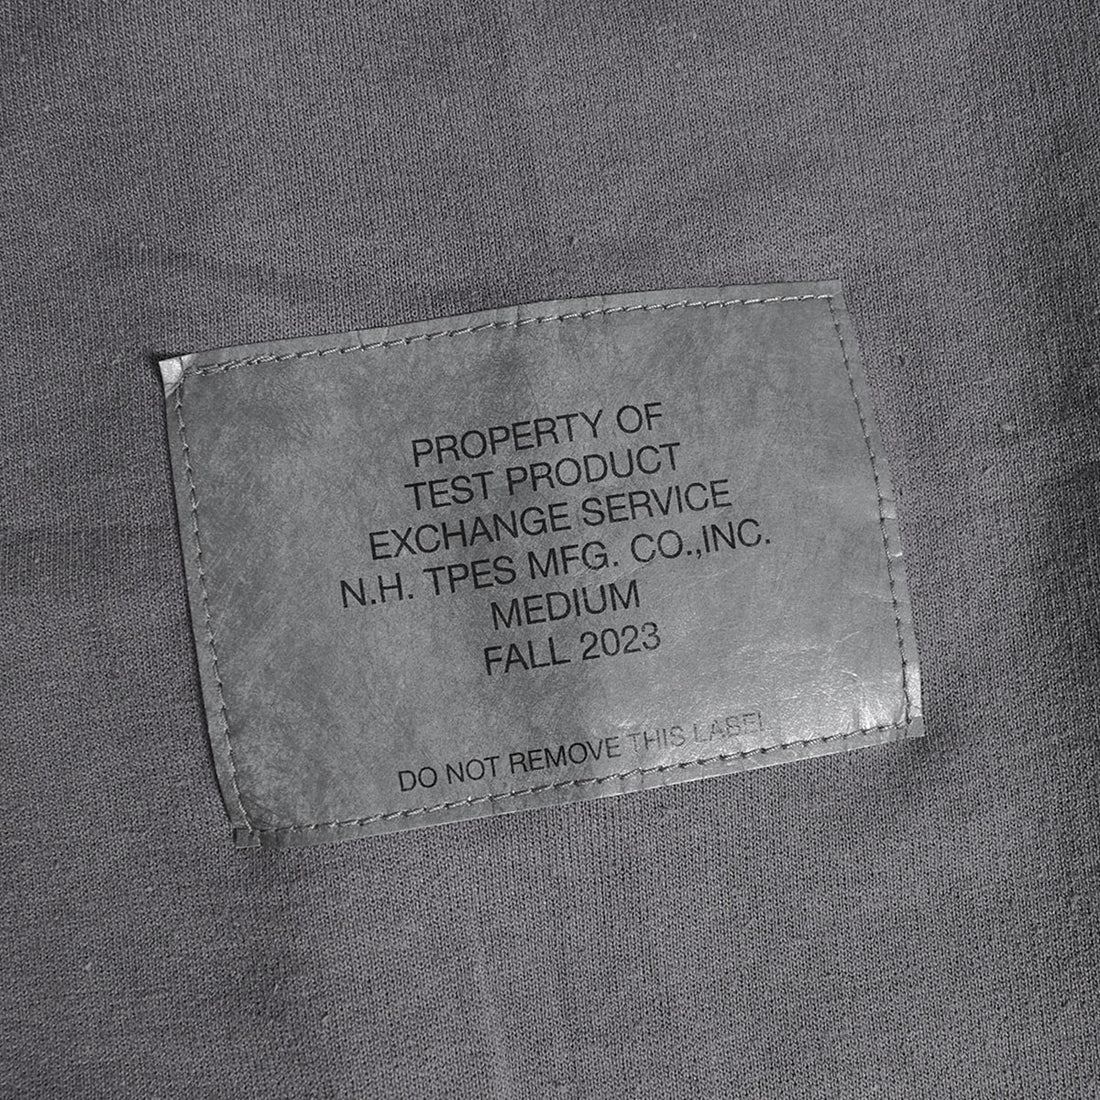 PROPERTY OF
TEST PRODUCT
EXCHANGE SERVICE
N.H. TPES MFG. CO.,INC.
MEDIUM
FALL 2023
DO NOT REMOVE THIS LABEL